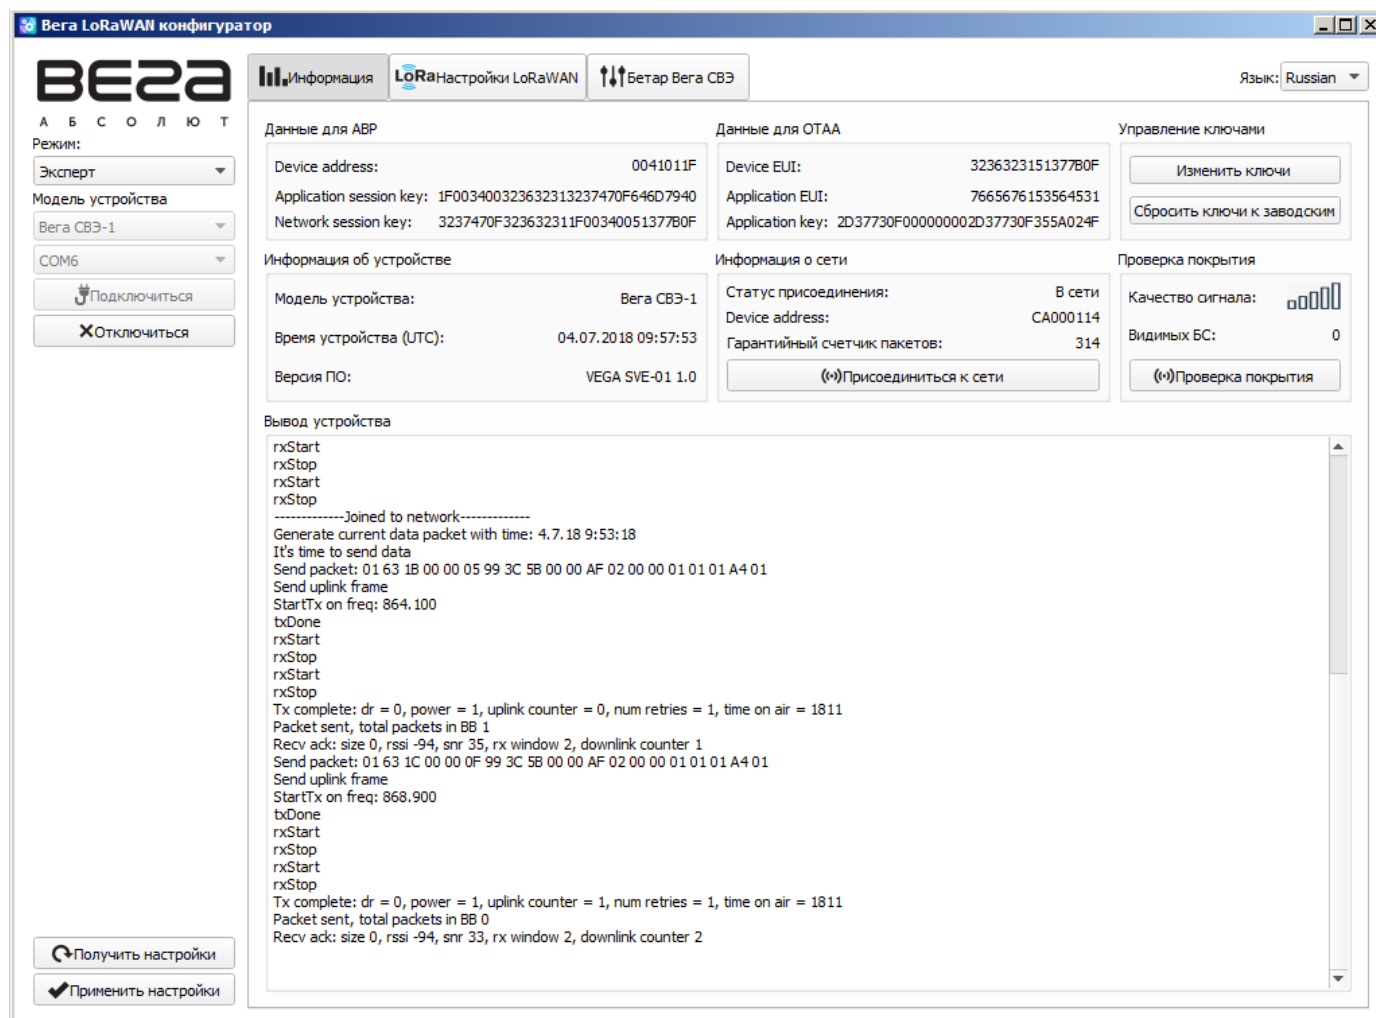 Вега LoRaWAN конфигуратор
ВЕГА
АБСОЛЮТ
Режим:
Эксперт
Модель устройства
Вега СВЭ-1
COM6
Подключиться
Отключиться
Получить настройки
Применить настройки
Информация
LoRa Настройки LoRaWAN
Бетар Вега СВЭ
Язык: Russian
Данные для ABP
Device address: 0041011F
Application session key: 1F003400323632313237470F646D7940
Network session key: 3237470F323632311F00340051377B0F
Данные для OTAA
Device EUI: 3236323151377B0F
Application EUI: 7665676153564531
Application key: 2D37730F000000002D37730F355A024F
Управление ключами
Изменить ключи
Сбросить ключи к заводским
Информация об устройстве
Модель устройства: Вега СВЭ-1
Время устройства (UTC): 04.07.2018 09:57:53
Версия ПО: VEGA SVE-01 1.0
Информация о сети
Статус присоединения: В сети
Device address: CA000114
Гарантийный счетчик пакетов: 314
Присоединиться к сети
Проверка покрытия
Качество сигнала:
Видимых БС: 0
Проверка покрытия
Вывод устройства
rxStart
rxStop
rxStart
rxStop
-------------Joined to network-------------
Generate current data packet with time: 4.7.18 9:53:18
It's time to send data
Send packet: 01 63 1B 00 00 05 99 3C 5B 00 00 AF 02 00 00 01 01 01 A4 01
Send uplink frame
StartTx on freq: 864.100
txDone
rxStart
rxStop
rxStart
rxStop
Tx complete: dr = 0, power = 1, uplink counter = 0, num retries = 1, time on air = 1811
Packet sent, total packets in BB 1
Recv ack: size 0, rssi -94, snr 35, rx window 2, downlink counter 1
Send packet: 01 63 1C 00 00 0F 99 3C 5B 00 00 AF 02 00 00 01 01 01 A4 01
Send uplink frame
StartTx on freq: 868.900
txDone
rxStart
rxStop
rxStart
rxStop
Tx complete: dr = 0, power = 1, uplink counter = 1, num retries = 1, time on air = 1811
Packet sent, total packets in BB 0
Recv ack: size 0, rssi -94, snr 33, rx window 2, downlink counter 2